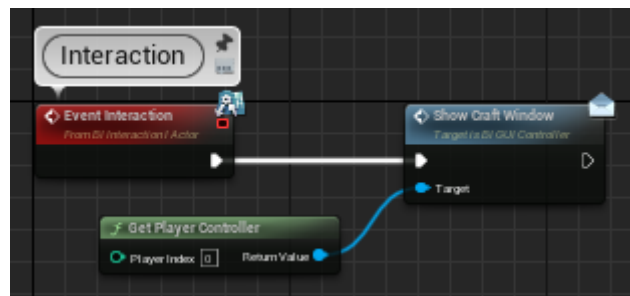 Interaction
Event Interaction
From BI Interaction I Actor
Show Craft Window
Target is BI GUI Controller
Target
Get Player Controller
Player Index 0
Return Value